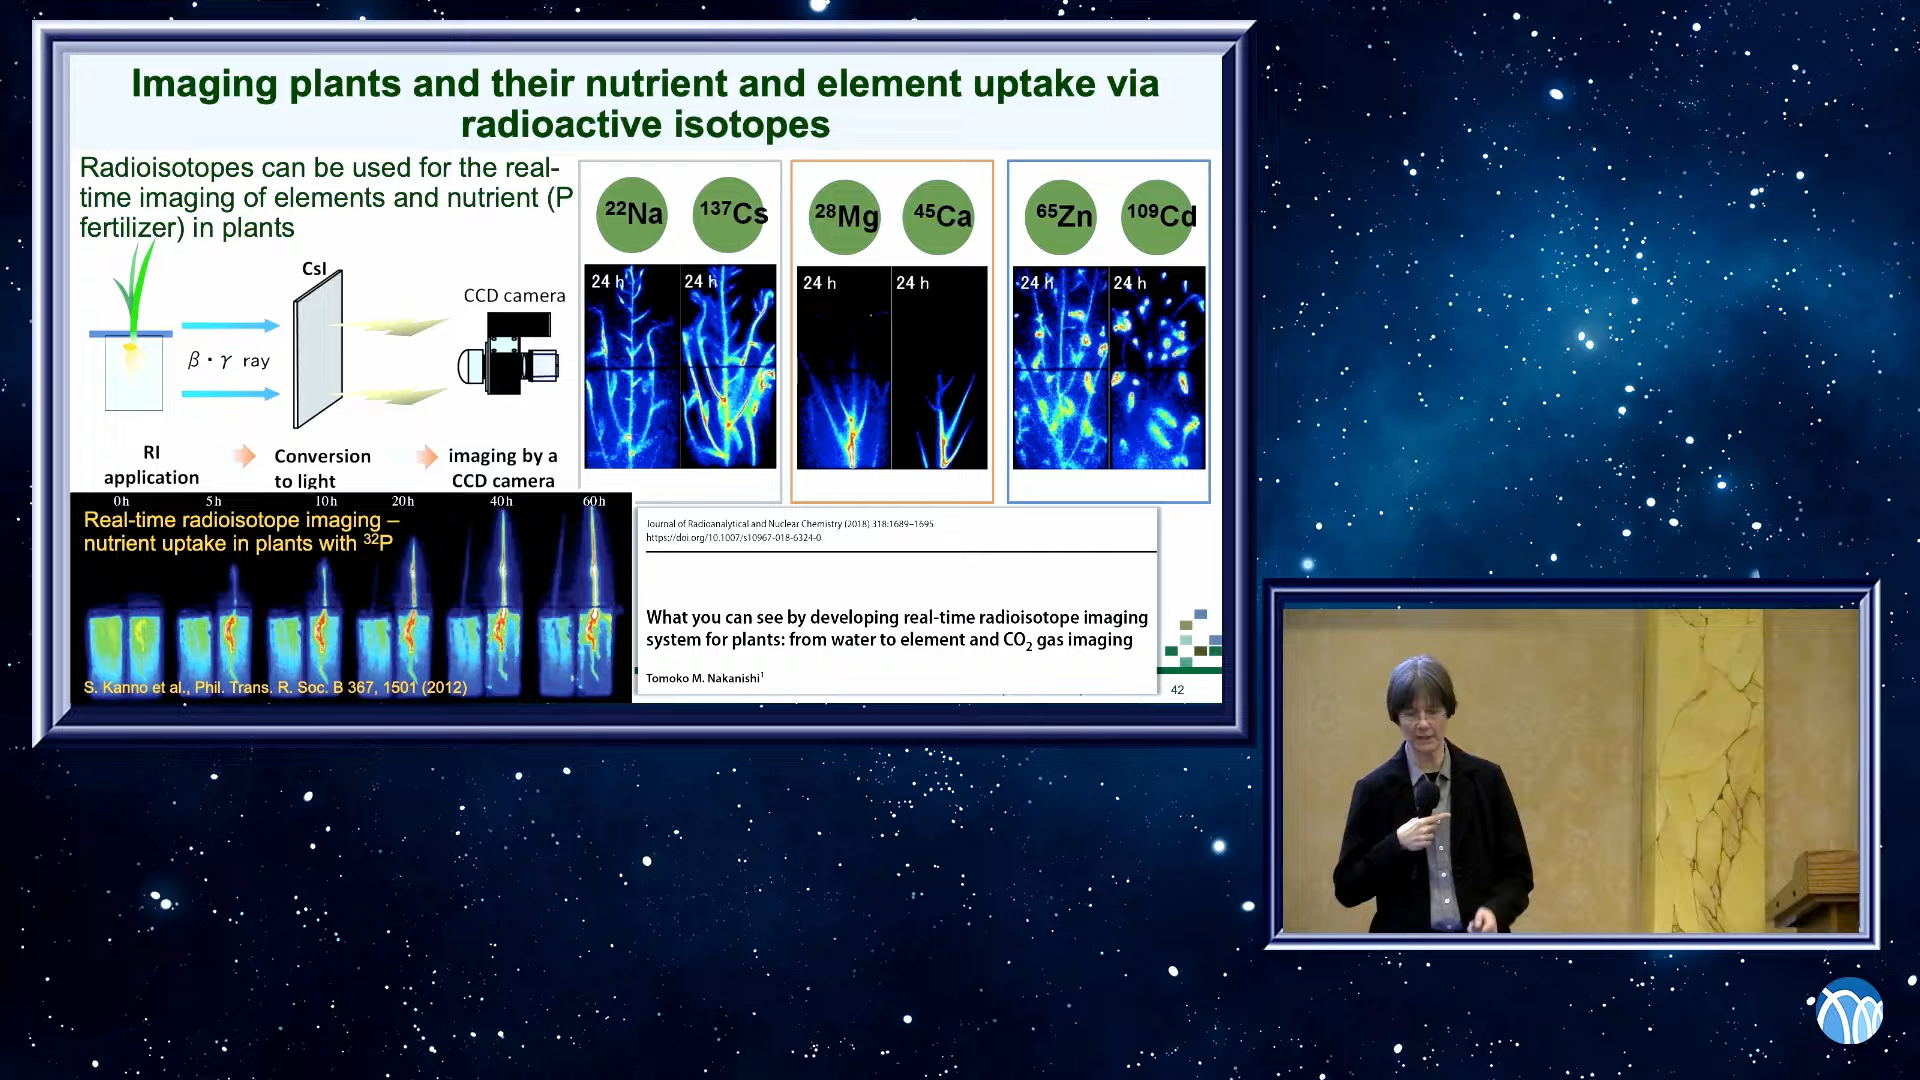 Imaging plants and their nutrient and element uptake via
radioactive isotopes
Radioisotopes can be used for the real-
time imaging of elements and nutrient (P
fertilizer) in plants
CsI
CCD camera
β・γ ray
RI
application
Conversion
to light
imaging by a
CCD camera
22Na
137Cs
28Mg
45Ca
65Zn
109Cd
24 h
24 h
24 h
24 h
24 h
24 h
0h
5h
10h
20h
40h
60h
Real-time radioisotope imaging –
nutrient uptake in plants with 32P
S. Kanno et al., Phil. Trans. R. Soc. B 367, 1501 (2012)
Journal of Radioanalytical and Nuclear Chemistry (2018) 318:1689–1695
https://doi.org/10.1007/s10967-018-6324-0
What you can see by developing real-time radioisotope imaging
system for plants: from water to element and CO2 gas imaging
Tomoko M. Nakanishi1
42